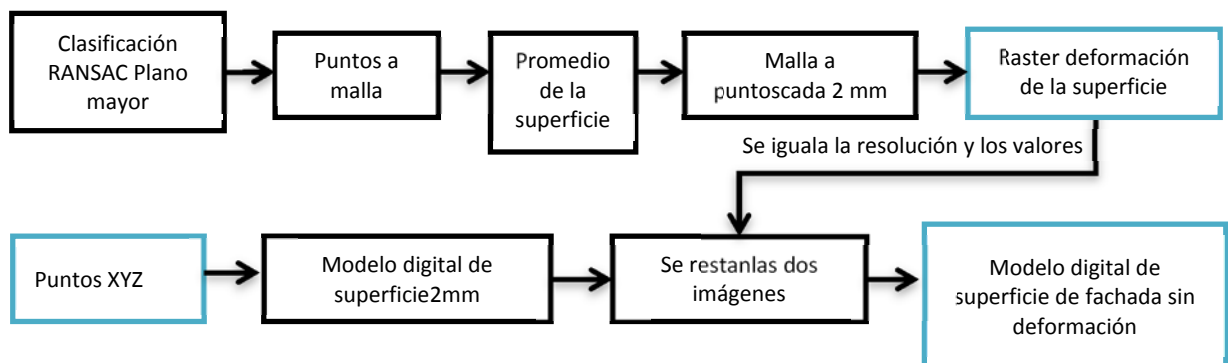 Clasificación
RANSAC Plano
mayor
Puntos a
malla
Promedio
de la
superficie
Malla a
puntoscada 2 mm
Raster deformación
de la superficie
Se iguala la resolución y los valores
Puntos XYZ
Modelo digital de
superficie2mm
Se restanlas dos
imágenes
Modelo digital de
superficie de fachada sin
deformación